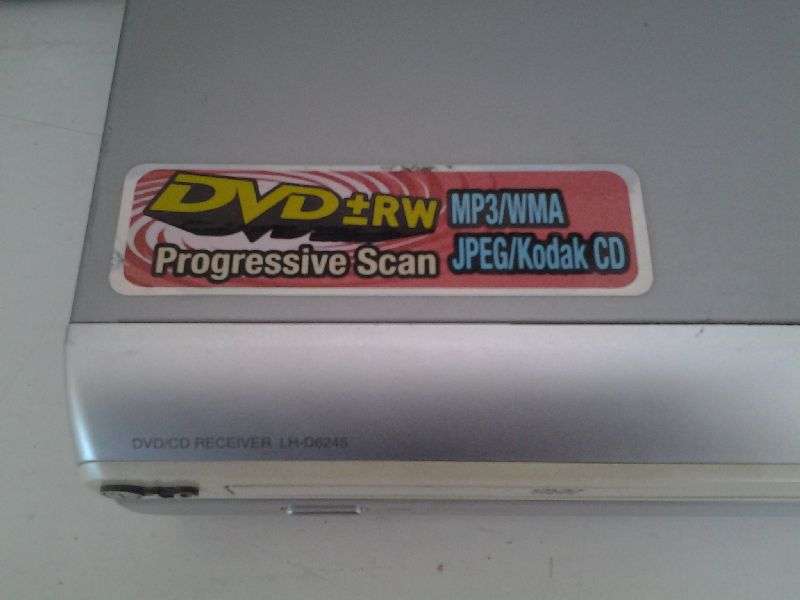 DVD±RW MP3/WMA
Progressive Scan JPEG/Kodak CD
DVD/CD RECEIVER LH-D6245